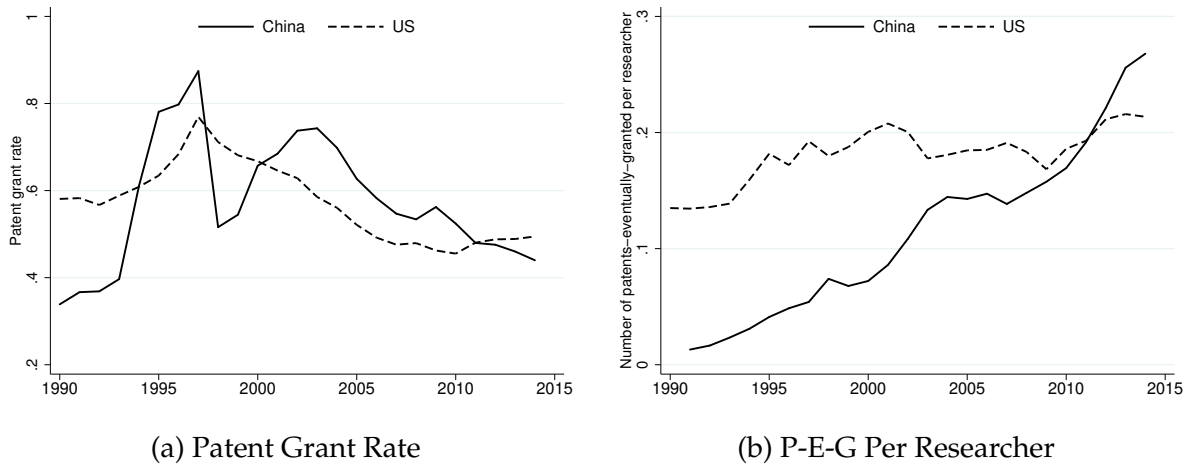 China US
1
.8
.6
.4
.2
Patent grant rate
1990 1995 2000 2005 2010 2015
(a) Patent Grant Rate
China US
.3
.2
.1
0
Number of patents−eventually−granted per researcher
1990 1995 2000 2005 2010 2015
(b) P-E-G Per Researcher